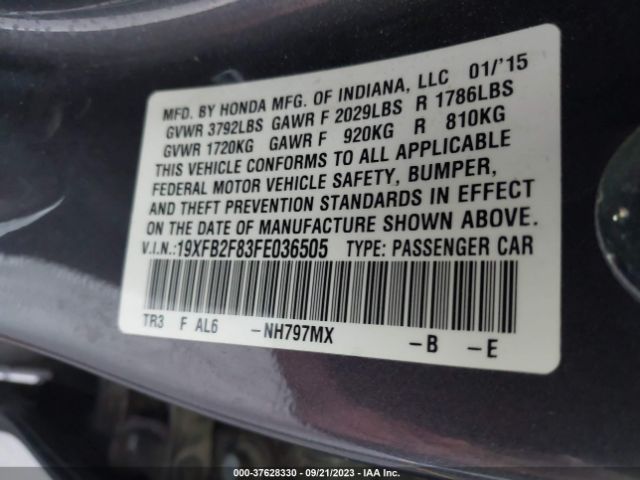 MFD. BY HONDA MFG. OF INDIANA, LLC 01/'15
GVWR 3792LBS GAWR F 2029LBS R 1786LBS
GVWR 1720KG GAWR F 920KG R 810KG
THIS VEHICLE CONFORMS TO ALL APPLICABLE
FEDERAL MOTOR VEHICLE SAFETY, BUMPER,
AND THEFT PREVENTION STANDARDS IN EFFECT
ON THE DATE OF MANUFACTURE SHOWN ABOVE.
V.I.N.:19XFB2F83FE036505 TYPE: PASSENGER CAR
TR3 F AL6 -NH797MX -B -E
000-37628330 - 09/21/2023 - IAA Inc.